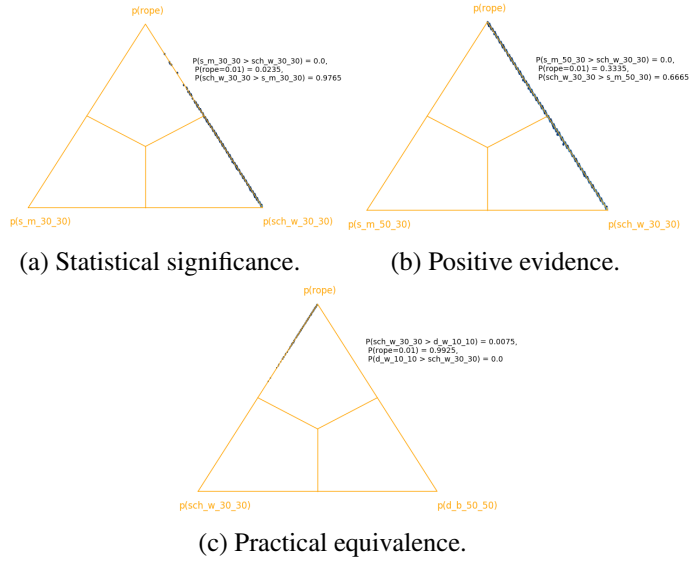 p(rope)
P(s_m_30_30 > sch_w_30_30) = 0.0,
P(rope=0.01) = 0.0235,
P(sch_w_30_30 > s_m_30_30) = 0.9765
p(s_m_30_30)
p(sch_w_30_30)
(a) Statistical significance.
p(rope)
P(s_m_50_30 > sch_w_30_30) = 0.0,
P(rope=0.01) = 0.3335,
P(sch_w_30_30 > s_m_50_30) = 0.6665
p(s_m_50_30)
p(sch_w_30_30)
(b) Positive evidence.
p(rope)
P(sch_w_30_30 > d_w_10_10) = 0.0075,
P(rope=0.01) = 0.9925,
P(d_w_10_10 > sch_w_30_30) = 0.0
p(sch_w_30_30)
p(d_b_50_50)
(c) Practical equivalence.